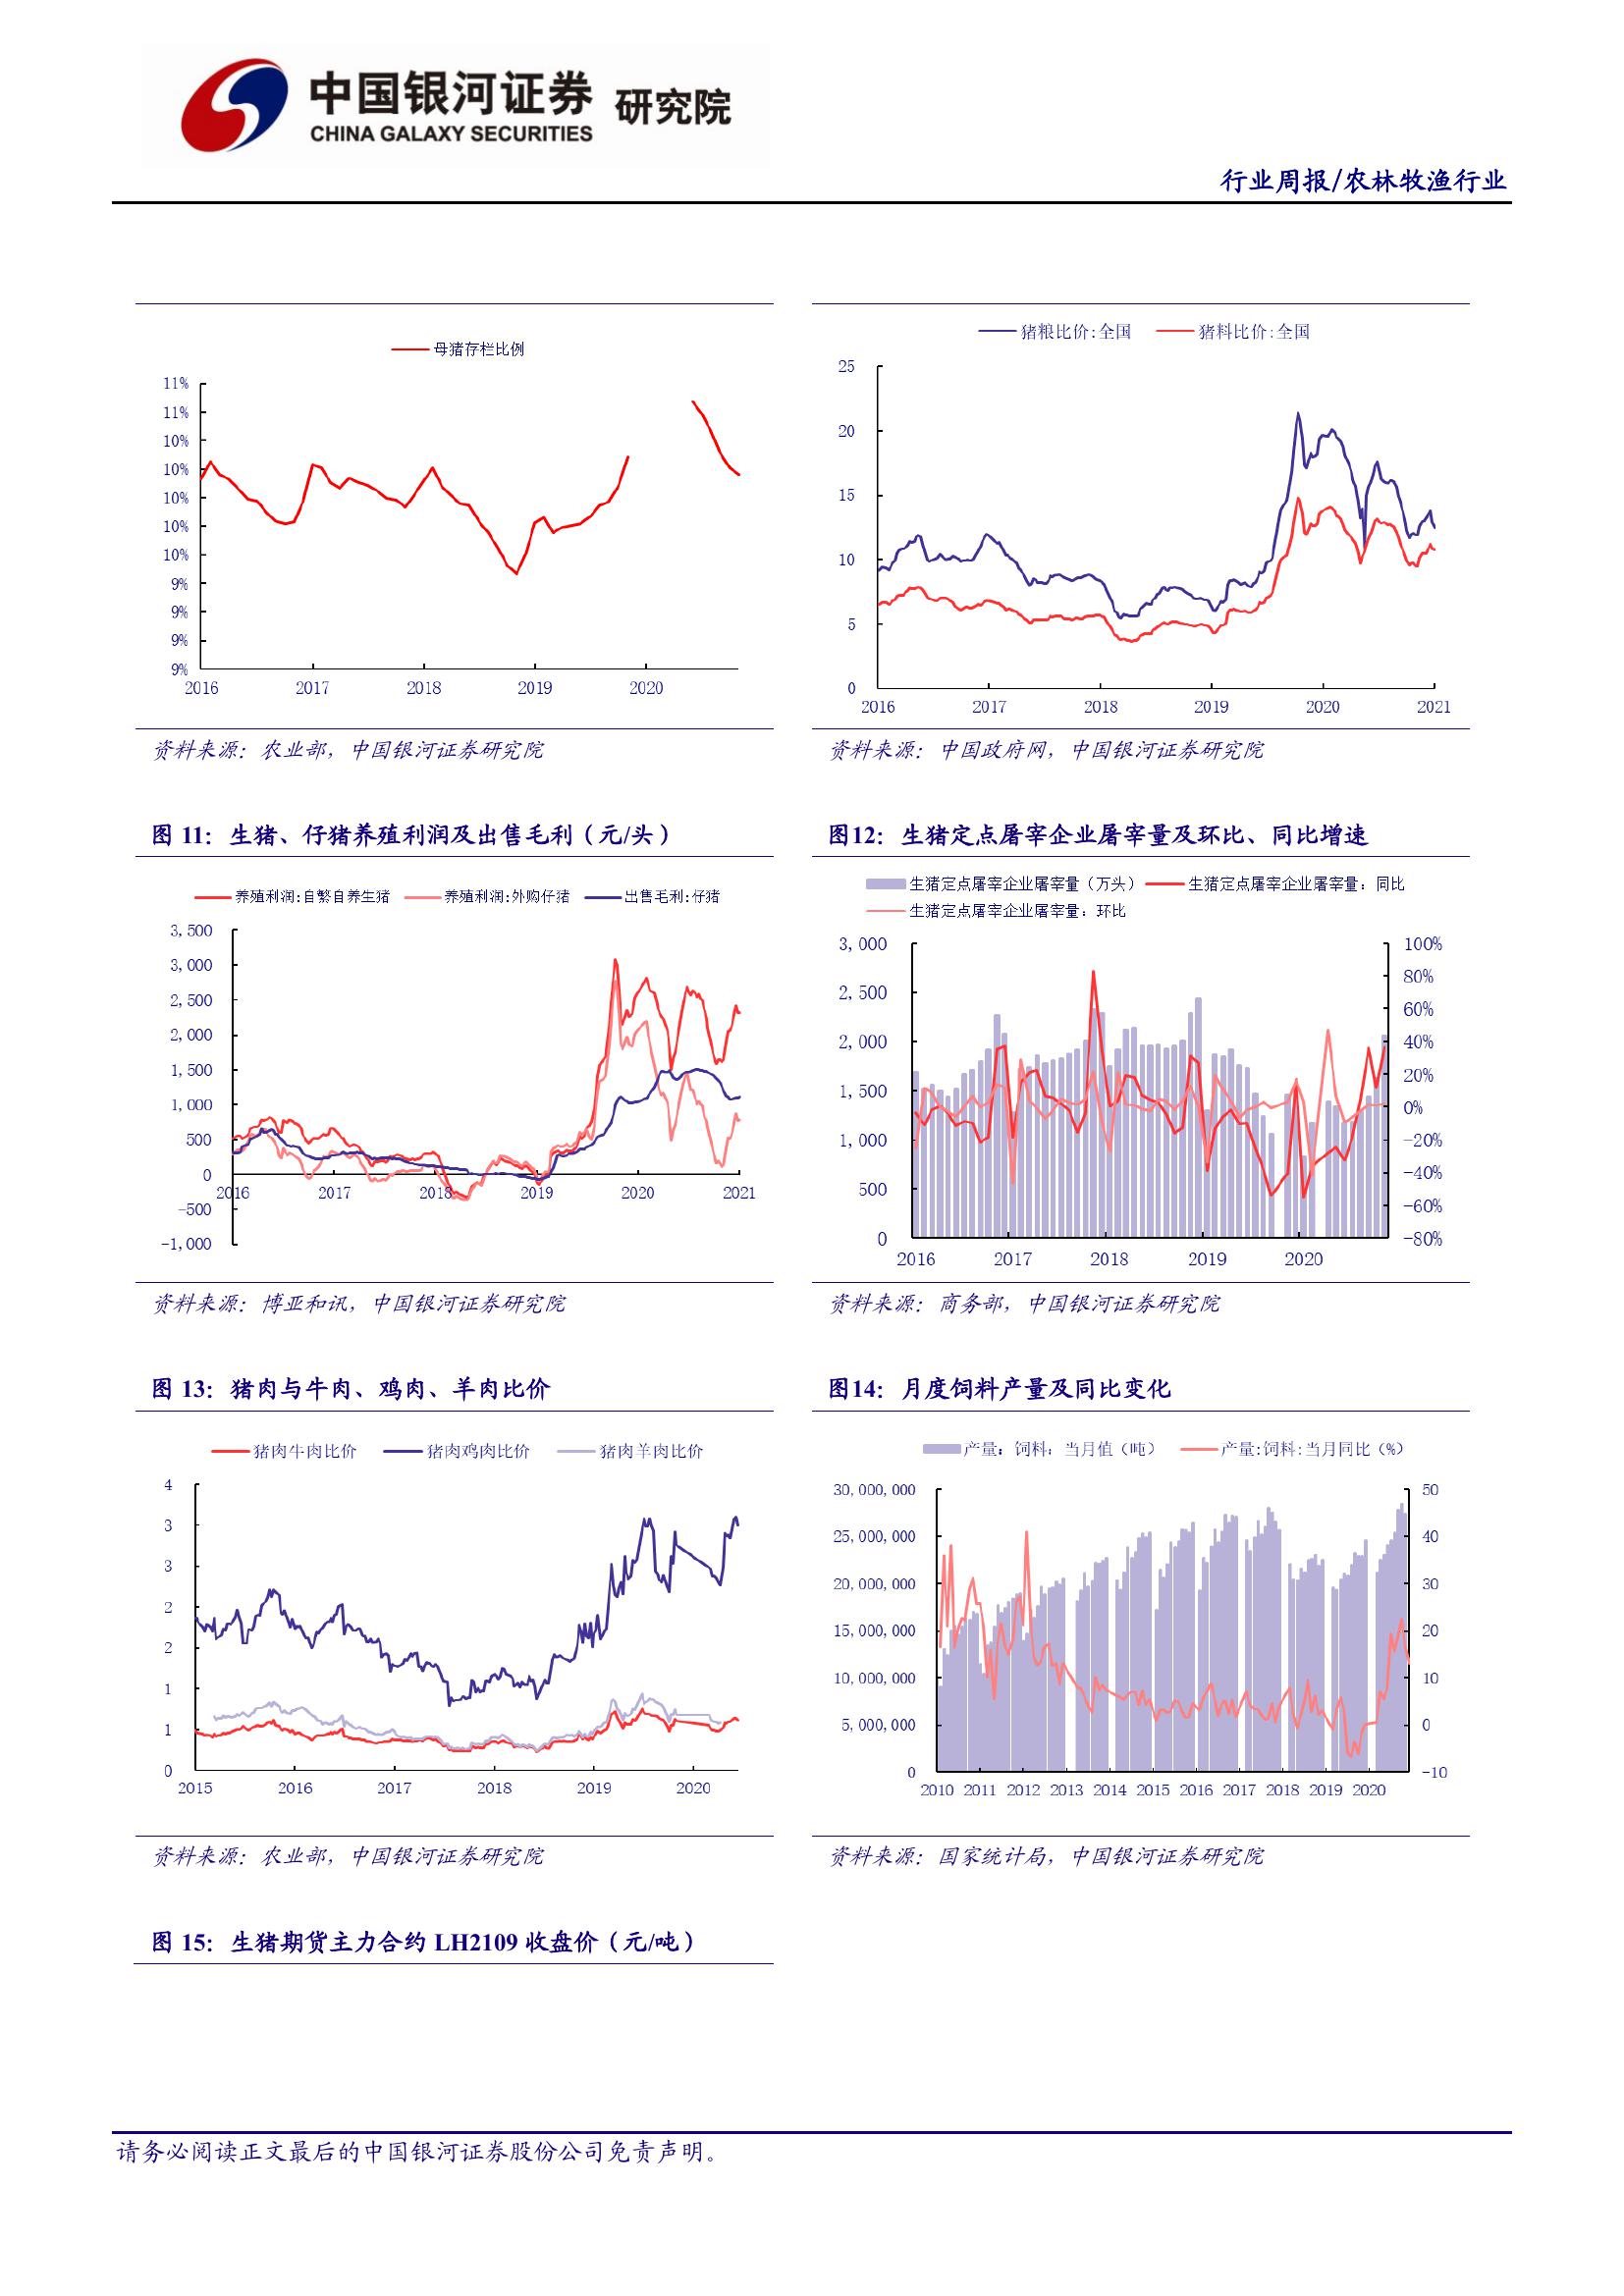 中国银河证券 研究院
CHINA GALAXY SECURITIES
行业周报/农林牧渔行业
母猪存栏比例
11%
11%
10%
10%
10%
10%
10%
9%
9%
9%
9%
2016 2017 2018 2019 2020
资料来源：农业部，中国银河证券研究院
猪粮比价:全国 猪料比价:全国
25
20
15
10
5
0
2016 2017 2018 2019 2020 2021
资料来源：中国政府网，中国银河证券研究院
图 11：生猪、仔猪养殖利润及出售毛利（元/头）
养殖利润:自繁自养生猪 养殖利润:外购仔猪 出售毛利:仔猪
3,500
3,000
2,500
2,000
1,500
1,000
500
0
-500
-1,000
2016 2017 2018 2019 2020 2021
资料来源：博亚和讯，中国银河证券研究院
图12：生猪定点屠宰企业屠宰量及环比、同比增速
生猪定点屠宰企业屠宰量（万头） 生猪定点屠宰企业屠宰量：同比
生猪定点屠宰企业屠宰量：环比
3,000 100%
80%
2,500
60%
2,000 40%
20%
1,500
0%
1,000 -20%
-40%
500
-60%
0 -80%
2016 2017 2018 2019 2020
资料来源：商务部，中国银河证券研究院
图 13：猪肉与牛肉、鸡肉、羊肉比价
猪肉牛肉比价 猪肉鸡肉比价 猪肉羊肉比价
4
3
3
2
2
1
1
0
2015 2016 2017 2018 2019 2020
资料来源：农业部，中国银河证券研究院
图14：月度饲料产量及同比变化
产量：饲料：当月值（吨） 产量:饲料:当月同比（%）
30,000,000 50
25,000,000 40
20,000,000 30
15,000,000 20
10,000,000 10
5,000,000 0
0 -10
2010 2011 2012 2013 2014 2015 2016 2017 2018 2019 2020
资料来源：国家统计局，中国银河证券研究院
图 15：生猪期货主力合约 LH2109 收盘价（元/吨）
请务必阅读正文最后的中国银河证券股份公司免责声明。